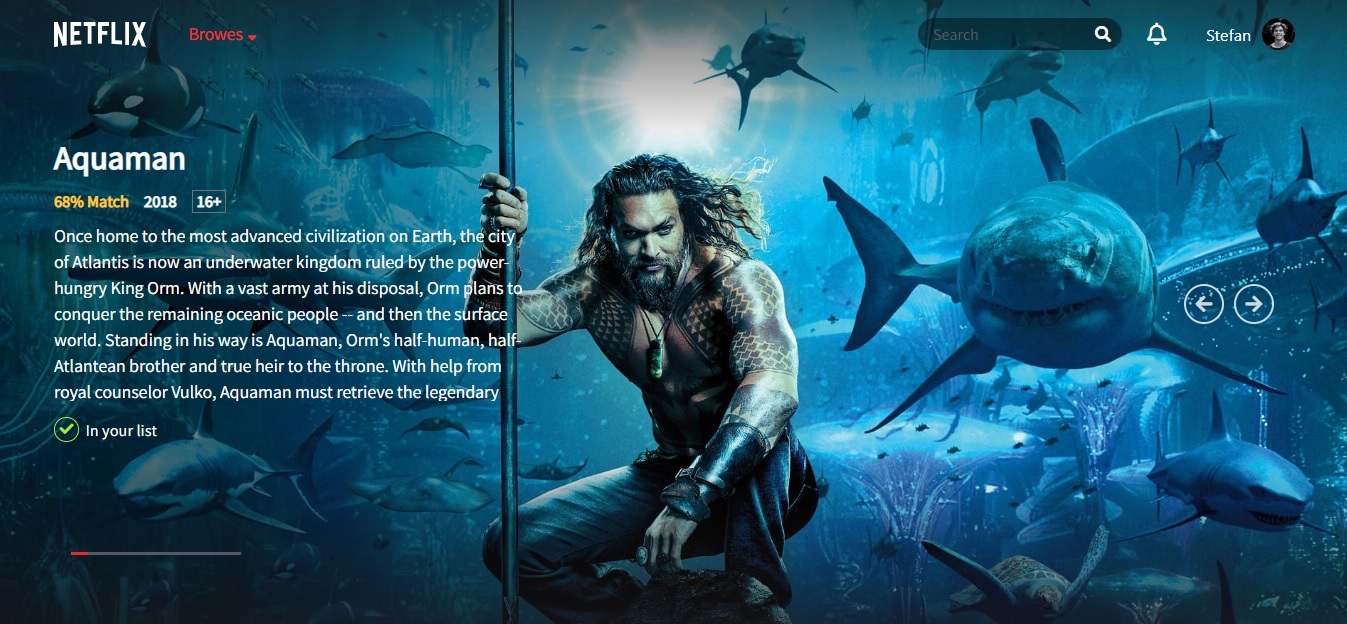 NETFLIX
Browes
Search
Stefan
Aquaman
68% Match 2018 16+
Once home to the most advanced civilization on Earth, the city
of Atlantis is now an underwater kingdom ruled by the power-
hungry King Orm. With a vast army at his disposal, Orm plans to
conquer the remaining oceanic people -- and then the surface
world. Standing in his way is Aquaman, Orm's half-human, half-
Atlantean brother and true heir to the throne. With help from
royal counselor Vulko, Aquaman must retrieve the legendary
In your list